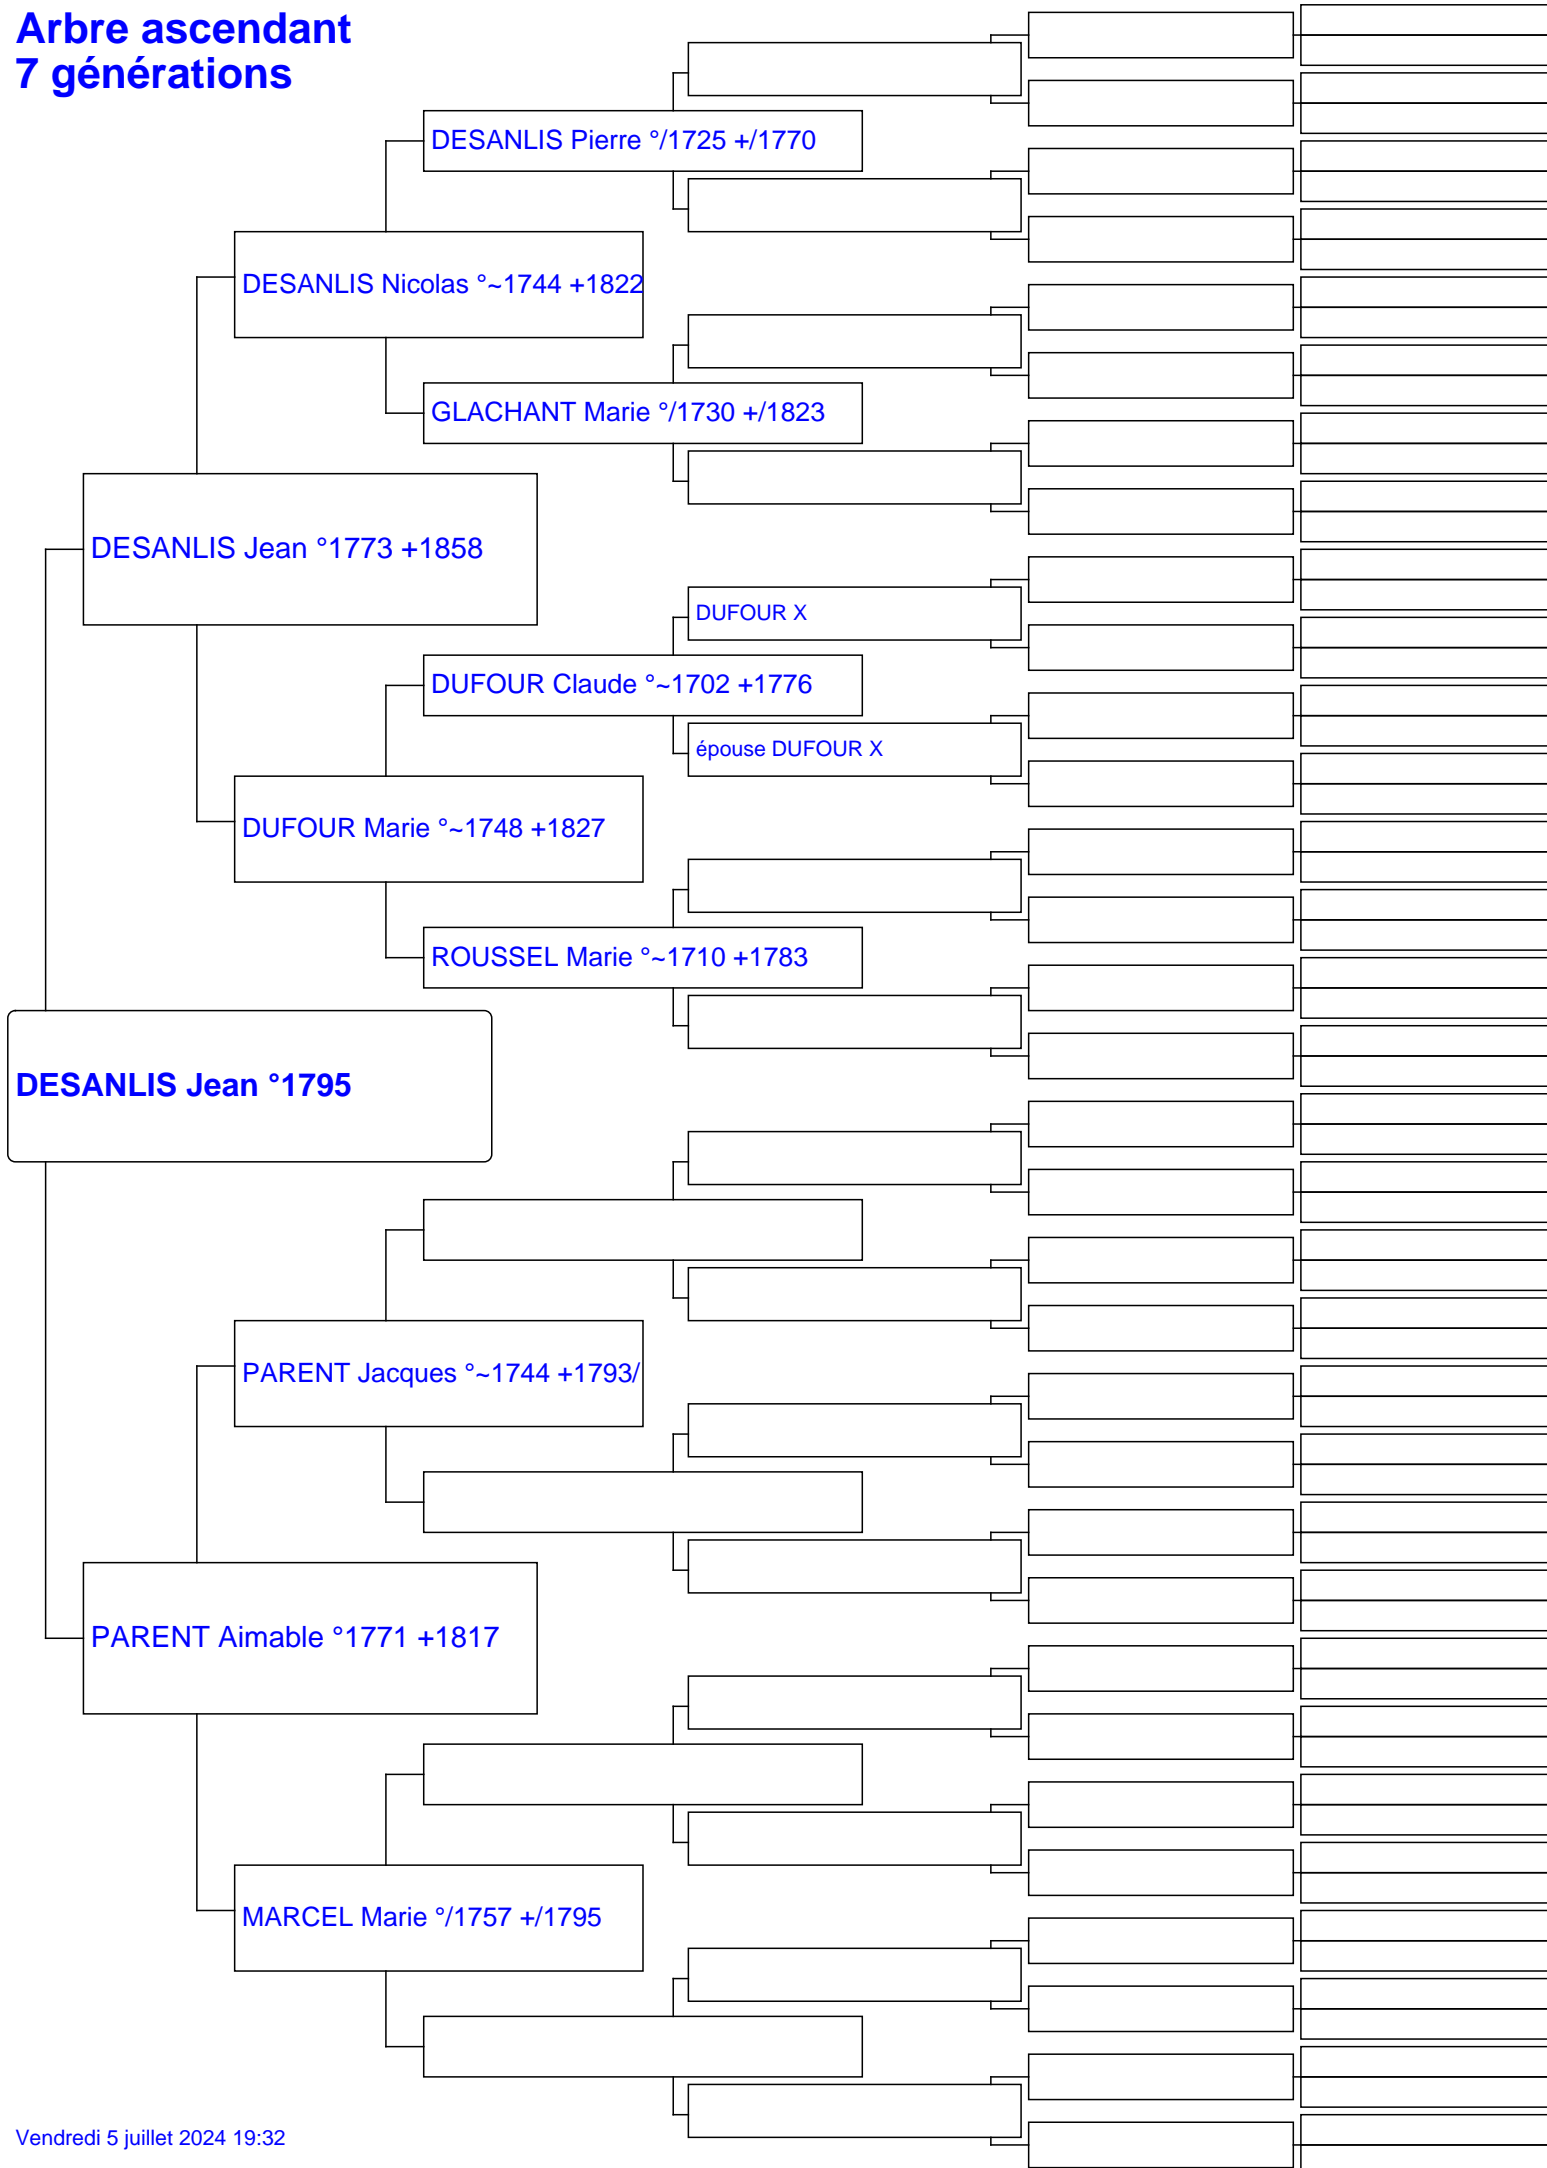 Arbre ascendant
7 générations
DESANLIS Pierre °/1725 +/1770
DESANLIS Nicolas °~1744 +1822
GLACHANT Marie °/1730 +/1823
DESANLIS Jean °1773 +1858
DUFOUR X
DUFOUR Claude °~1702 +1776
épouse DUFOUR X
DUFOUR Marie °~1748 +1827
ROUSSEL Marie °~1710 +1783
DESANLIS Jean °1795
PARENT Jacques °~1744 +1793/
PARENT Aimable °1771 +1817
MARCEL Marie °/1757 +/1795
Vendredi 5 juillet 2024 19:32